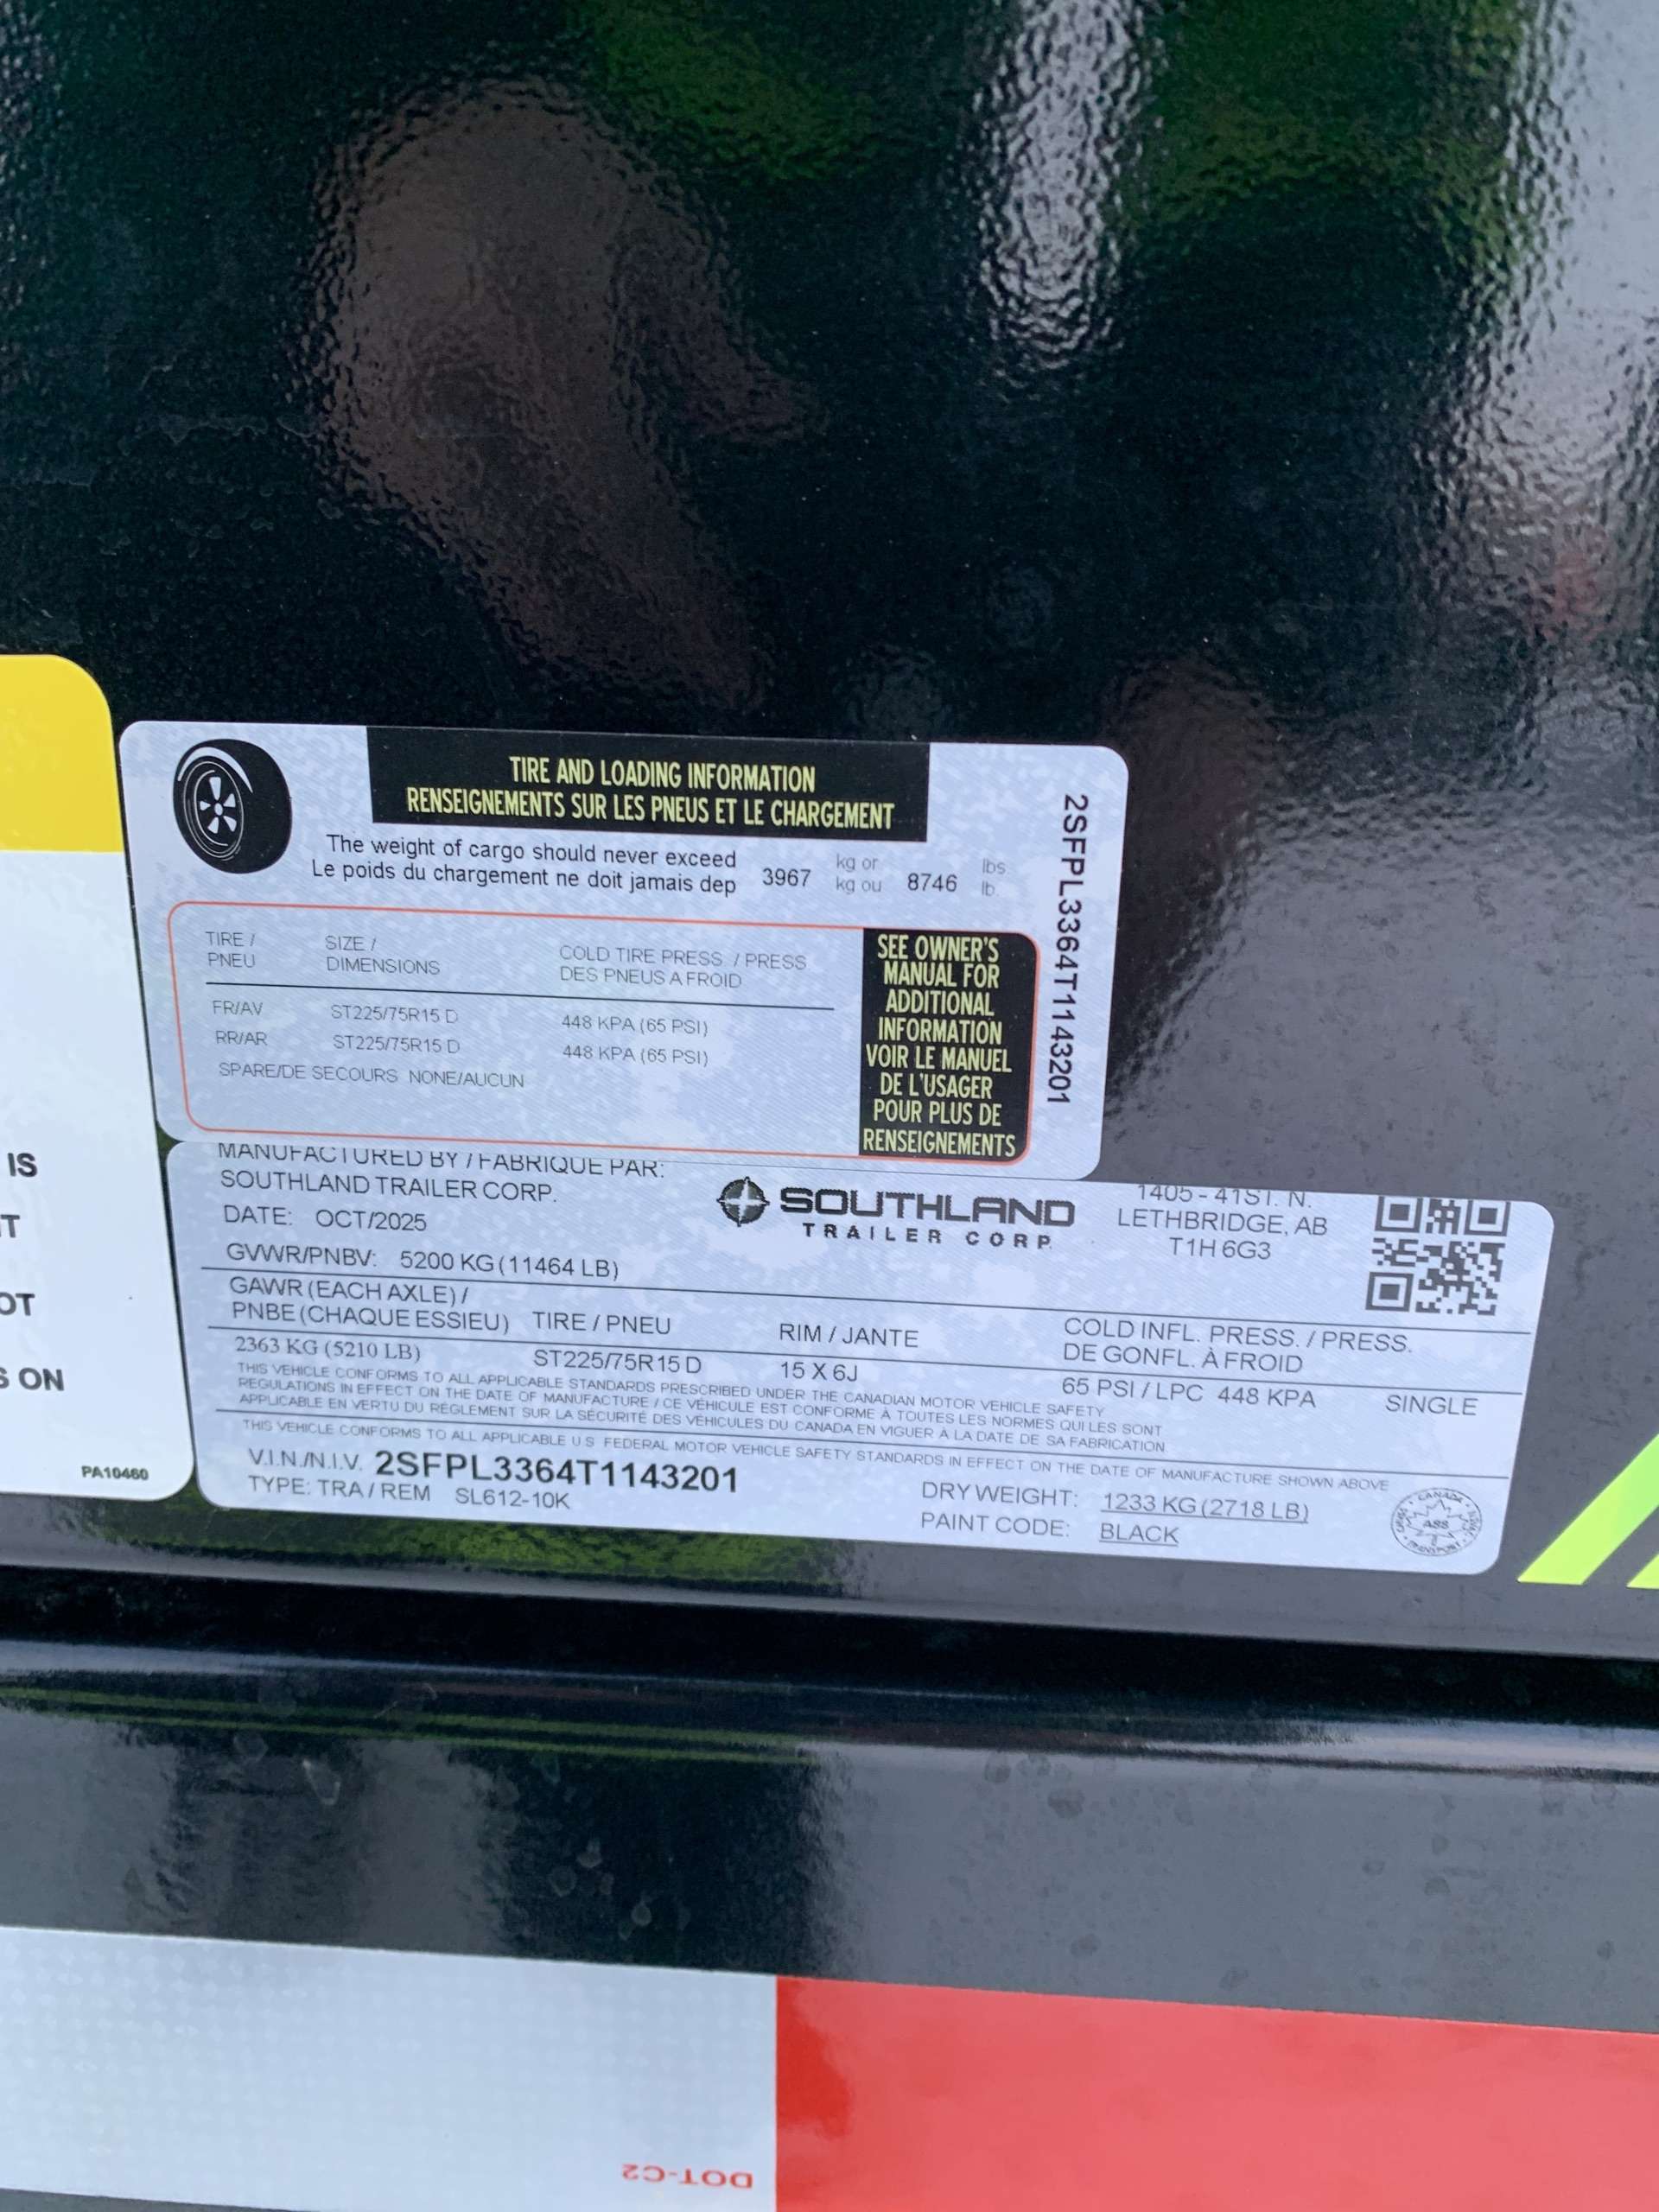 TIRE AND LOADING INFORMATION
RENSEIGNEMENTS SUR LES PNEUS ET LE CHARGEMENT
The weight of cargo should never exceed
Le poids du chargement ne doit jamais dep
3967 kg or
kg ou 8746 lbs
lb
TIRE /
PNEU
SIZE /
DIMENSIONS
COLD TIRE PRESS. / PRESS
DES PNEUS A FROID
FR/AV ST225/75R15 D 448 KPA (65 PSI)
RR/AR ST225/75R15 D 448 KPA (65 PSI)
SPARE/DE SECOURS NONE/AUCUN
SEE OWNER'S
MANUAL FOR
ADDITIONAL
INFORMATION
VOIR LE MANUEL
DE L'USAGER
POUR PLUS DE
RENSEIGNEMENTS
2SFPL3364T1143201
IS
T
OT
S ON
PA10460
MANUFACTURED BY / FABRIQUE PAR:
SOUTHLAND TRAILER CORP.
DATE: OCT/2025
SOUTHLAND
TRAILER CORP.
1405 - 41ST. N.
LETHBRIDGE, AB
T1H 6G3
GVWR/PNBV: 5200 KG (11464 LB)
GAWR (EACH AXLE) /
PNBE (CHAQUE ESSIEU) TIRE / PNEU RIM / JANTE
COLD INFL. PRESS. / PRESS.
DE GONFL. À FROID
2363 KG (5210 LB) ST225/75R15 D 15 X 6J 65 PSI / LPC 448 KPA SINGLE
THIS VEHICLE CONFORMS TO ALL APPLICABLE STANDARDS PRESCRIBED UNDER THE CANADIAN MOTOR VEHICLE SAFETY
REGULATIONS IN EFFECT ON THE DATE OF MANUFACTURE / CE VÉHICULE EST CONFORME À TOUTES LES NORMES QUI LES SONT
APPLICABLE EN VERTU DU RÉGLEMENT SUR LA SÉCURITÉ DES VÉHICULES DU CANADA EN VIGUER À LA DATE DE SA FABRICATION
THIS VEHICLE CONFORMS TO ALL APPLICABLE U.S FEDERAL MOTOR VEHICLE SAFETY STANDARDS IN EFFECT ON THE DATE OF MANUFACTURE SHOWN ABOVE
V.I.N./N.I.V. 2SFPL3364T1143201
TYPE: TRA / REM SL612-10K
DRY WEIGHT: 1233 KG (2718 LB)
PAINT CODE: BLACK
CANADA
TRANSPORT
DOT-C2